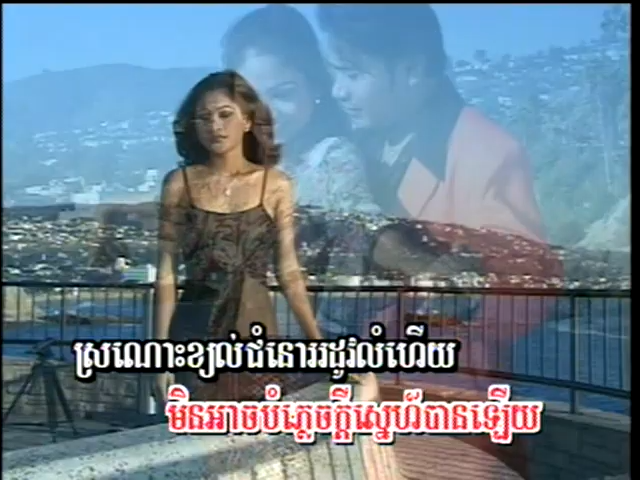 ស្រណោះខ្យល់ជំនោររដូវលំហើយ
មិនអាចបំភ្លេចក្ដីស្នេហ៍បានឡើយ